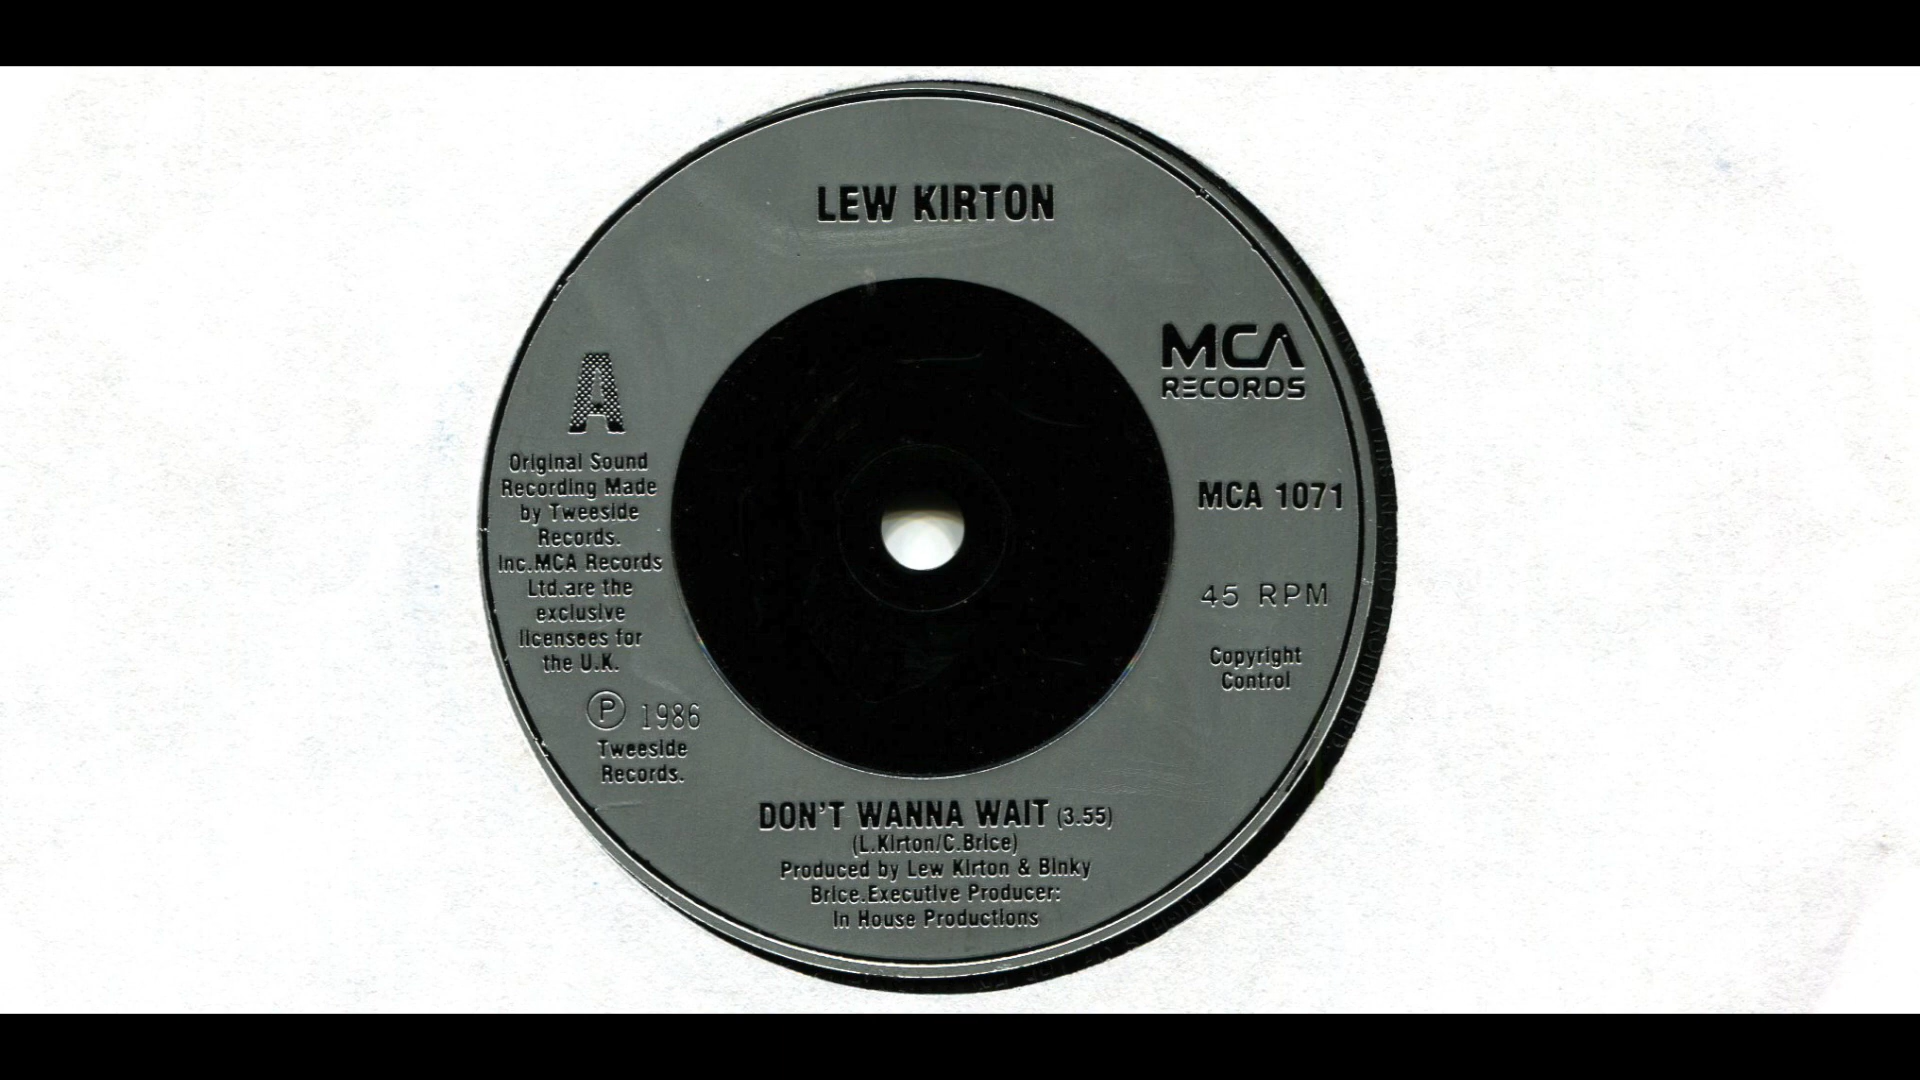 LEW KIRTON
A
MCA
RECORDS
Original Sound
Recording Made
by Tweeside
Records.
Inc.MCA Records
Ltd.are the
exclusive
licensees for
the U.K.
Ⓟ 1986
Tweeside
Records.
MCA 1071
45 RPM
Copyright
Control
DON'T WANNA WAIT (3.55)
(L.Kirton/C.Brice)
Produced by Lew Kirton & Binky
Brice.Executive Producer:
In House Productions